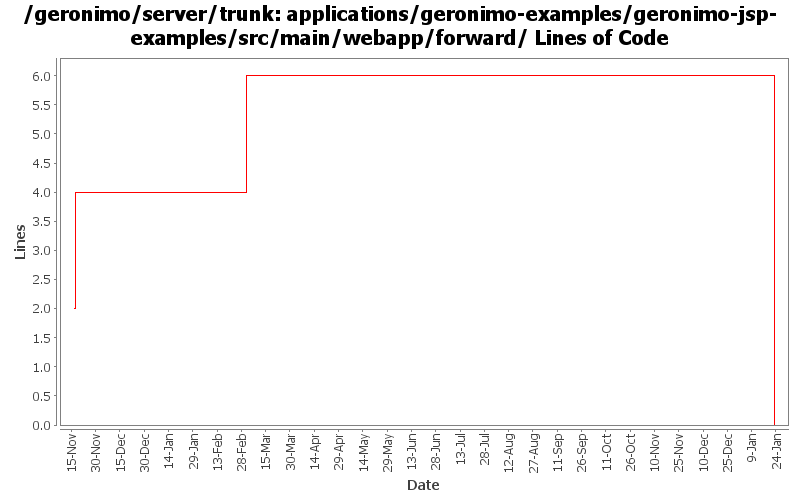 /geronimo/server/trunk: applications/geronimo-examples/geronimo-jsp-
examples/src/main/webapp/forward/ Lines of Code
6.0
5.5
5.0
4.5
4.0
3.5
3.0
2.5
2.0
1.5
1.0
0.5
0.0
Lines
15-Nov
30-Nov
15-Dec
30-Dec
14-Jan
29-Jan
13-Feb
28-Feb
15-Mar
30-Mar
14-Apr
29-Apr
14-May
29-May
13-Jun
28-Jun
13-Jul
28-Jul
12-Aug
27-Aug
11-Sep
26-Sep
11-Oct
26-Oct
10-Nov
25-Nov
10-Dec
25-Dec
9-Jan
24-Jan
Date